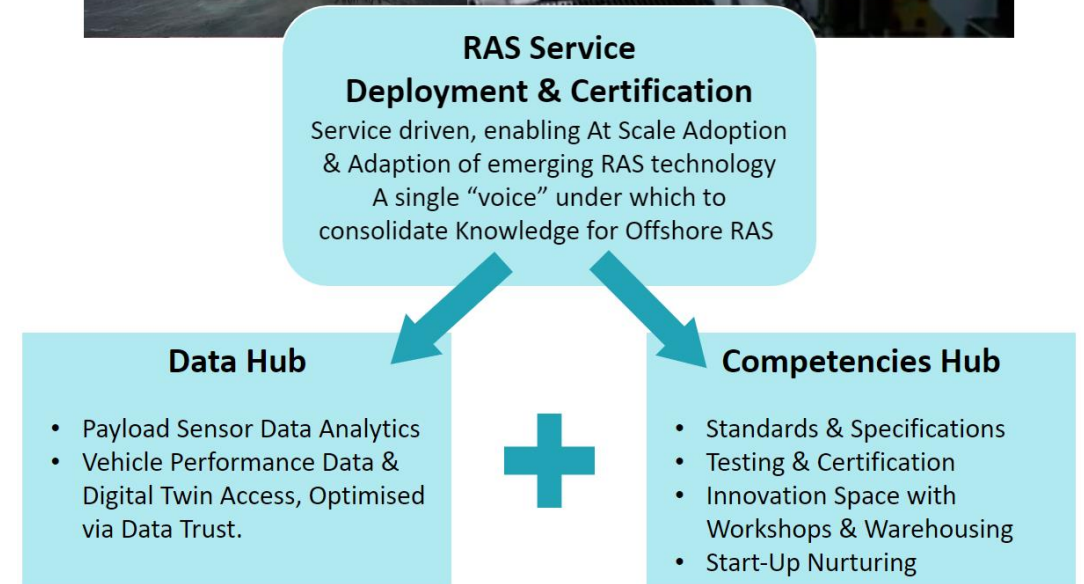 RAS Service
Deployment & Certification
Service driven, enabling At Scale Adoption
& Adaption of emerging RAS technology
A single “voice” under which to
consolidate Knowledge for Offshore RAS
Data Hub
• Payload Sensor Data Analytics
• Vehicle Performance Data &
Digital Twin Access, Optimised
via Data Trust.
Competencies Hub
• Standards & Specifications
• Testing & Certification
• Innovation Space with
Workshops & Warehousing
• Start-Up Nurturing